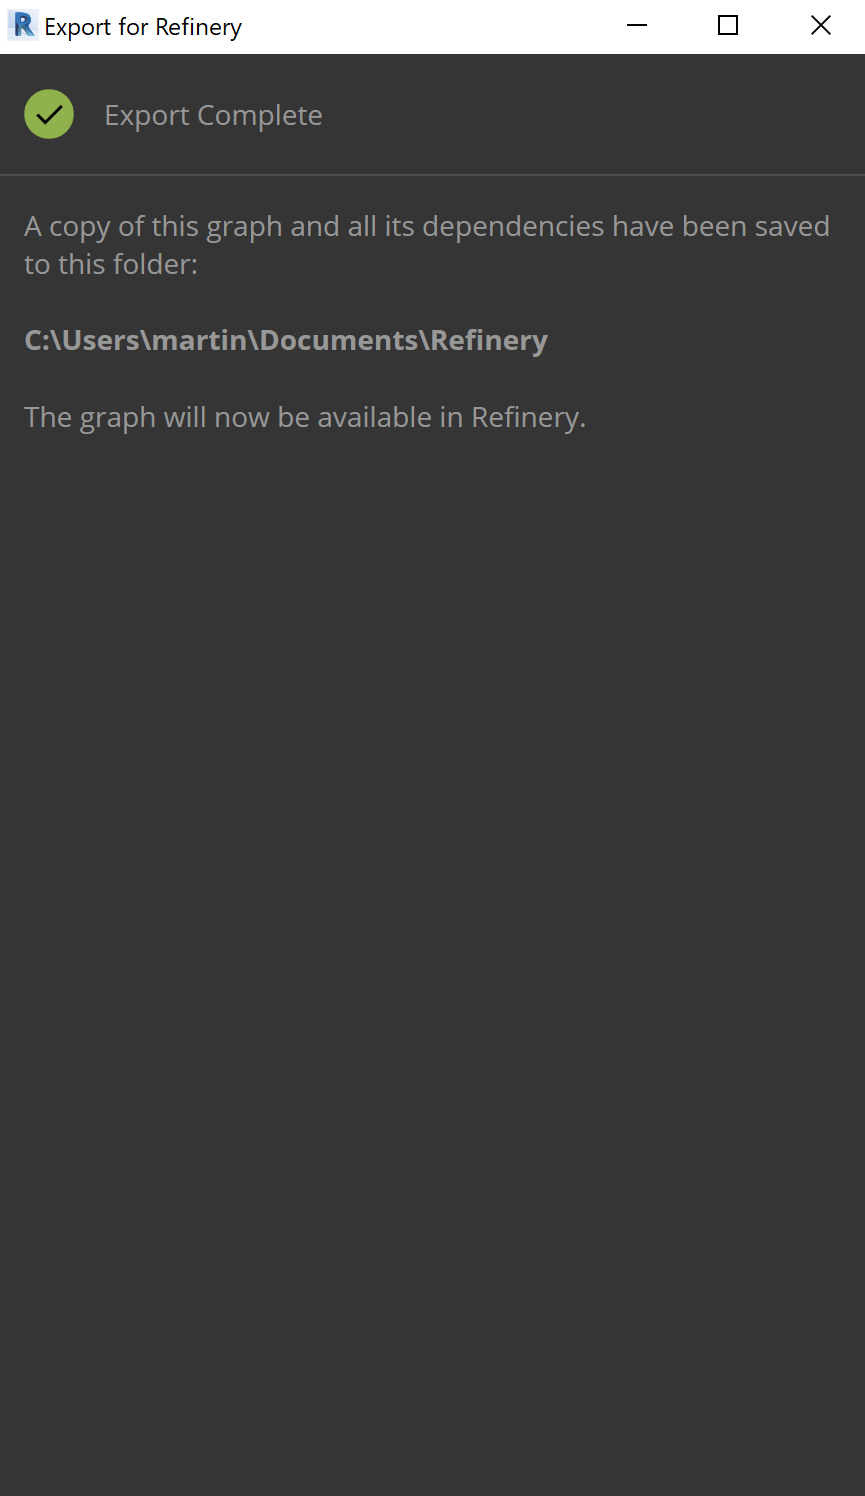 Export for Refinery
Export Complete
A copy of this graph and all its dependencies have been saved
to this folder:
C:\Users\martin\Documents\Refinery
The graph will now be available in Refinery.